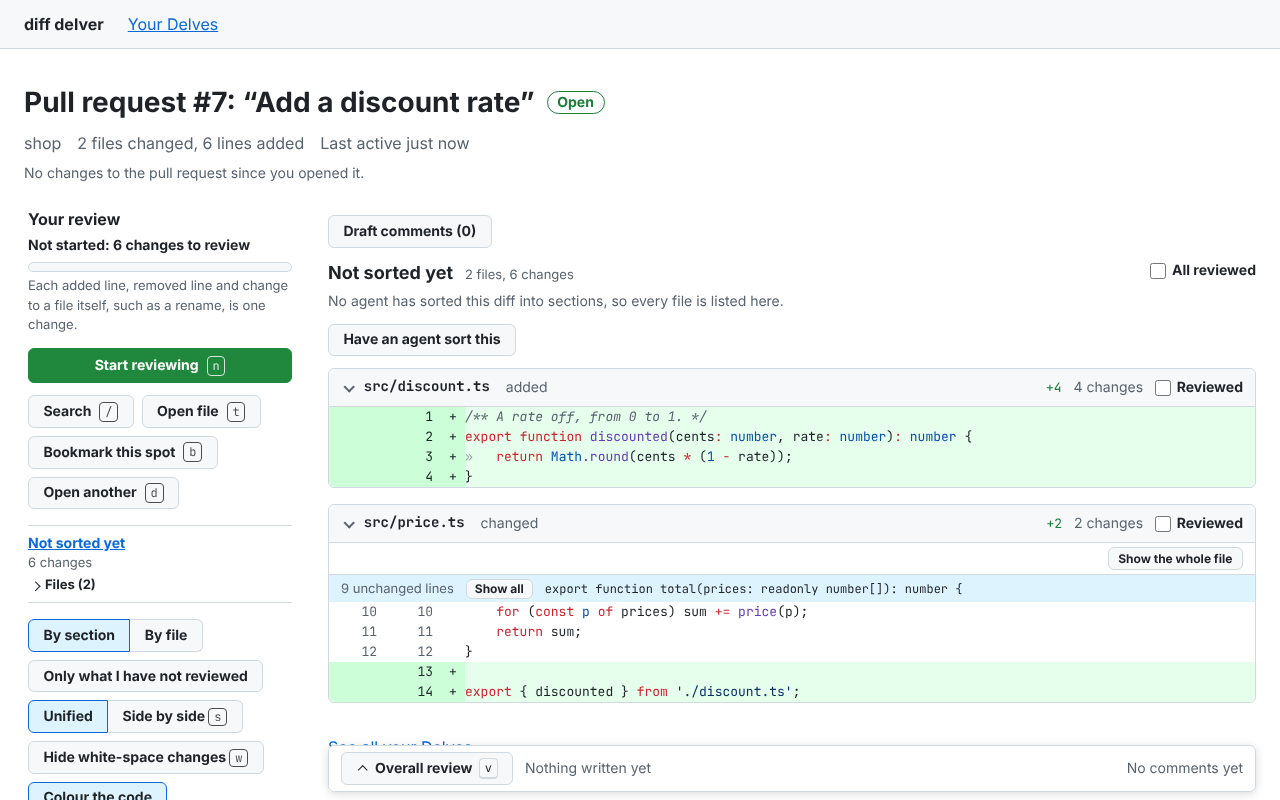 diff delver Your Delves
Pull request #7: “Add a discount rate” Open
shop 2 files changed, 6 lines added Last active just now
No changes to the pull request since you opened it.
Your review
Not started: 6 changes to review
Each added line, removed line and change
to a file itself, such as a rename, is one
change.
Start reviewing n
Search / Open file t
Bookmark this spot b
Open another d
Not sorted yet
6 changes
Files (2)
By section By file
Only what I have not reviewed
Unified Side by side s
Hide white-space changes w
Colour the code
Draft comments (0)
Not sorted yet 2 files, 6 changes All reviewed
No agent has sorted this diff into sections, so every file is listed here.
Have an agent sort this
src/discount.ts added +4 4 changes Reviewed
1 + /** A rate off, from 0 to 1. */
2 + export function discounted(cents: number, rate: number): number {
3 + » return Math.round(cents * (1 - rate));
4 + }
src/price.ts changed +2 2 changes Reviewed
Show the whole file
9 unchanged lines Show all export function total(prices: readonly number[]): number {
10 10 for (const p of prices) sum += price(p);
11 11 return sum;
12 12 }
13 +
14 + export { discounted } from './discount.ts';
See all your Delves
Overall review v Nothing written yet No comments yet